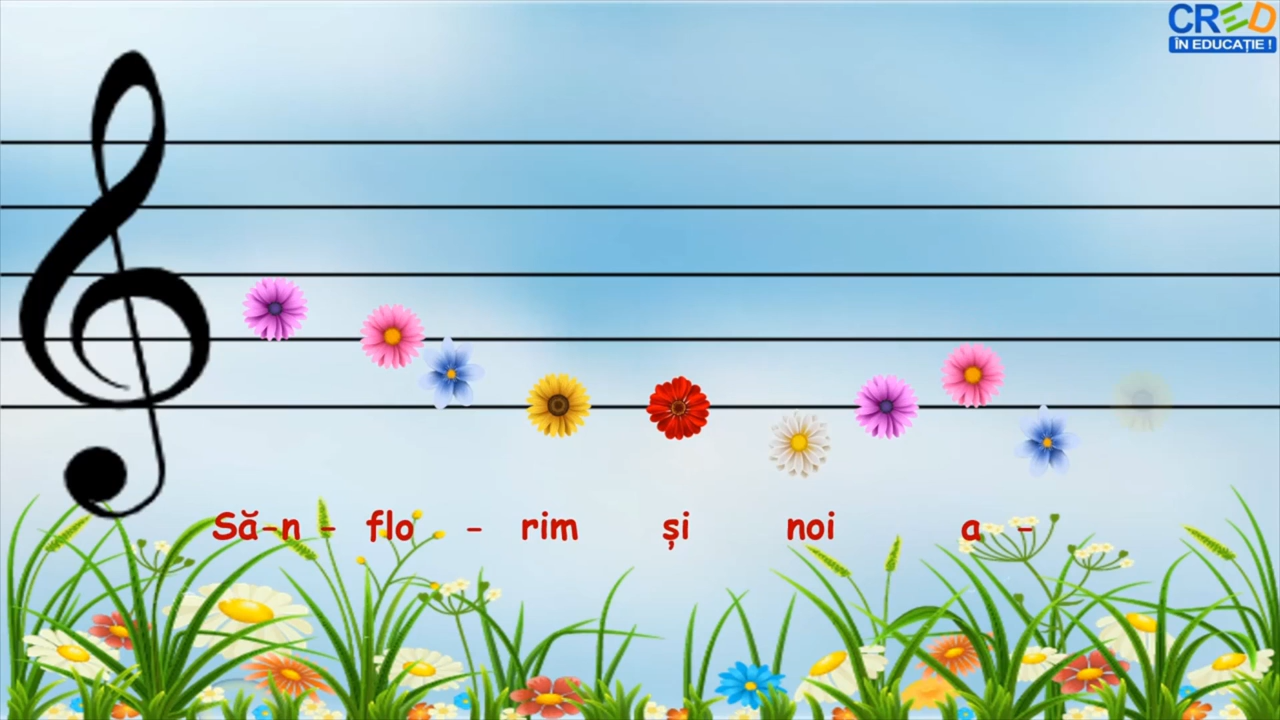 CRED
ÎN EDUCAȚIE !
Să-n - flo - rim și noi a -